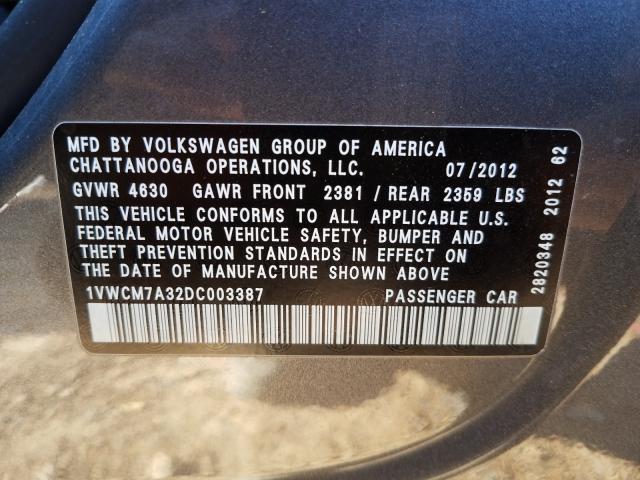 MFD BY VOLKSWAGEN GROUP OF AMERICA
CHATTANOOGA OPERATIONS, LLC. 07/2012
GVWR 4630 GAWR FRONT 2381 / REAR 2359 LBS
THIS VEHICLE CONFORMS TO ALL APPLICABLE U.S.
FEDERAL MOTOR VEHICLE SAFETY, BUMPER AND
THEFT PREVENTION STANDARDS IN EFFECT ON
THE DATE OF MANUFACTURE SHOWN ABOVE
1VWCM7A32DC003387 PASSENGER CAR
2820348 2012 62